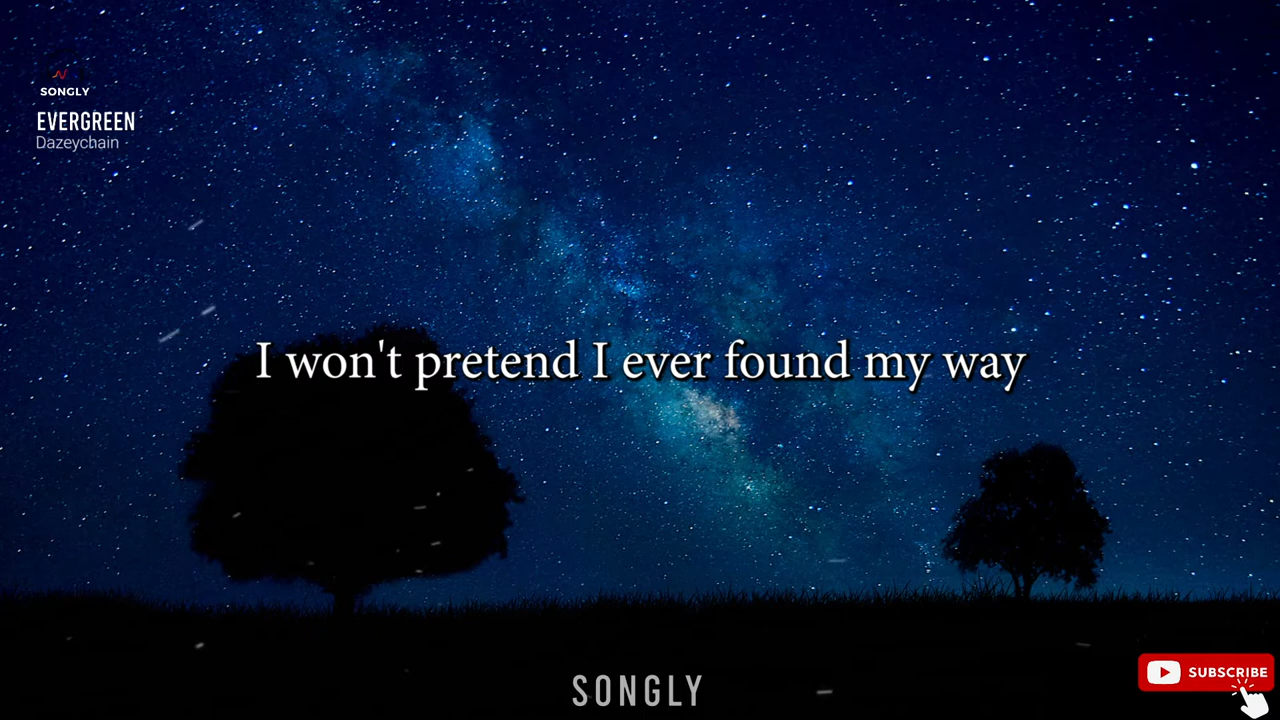 SONGLY
EVERGREEN
Dazeychain
I won't pretend I ever found my way
SONGLY
SUBSCRIBE